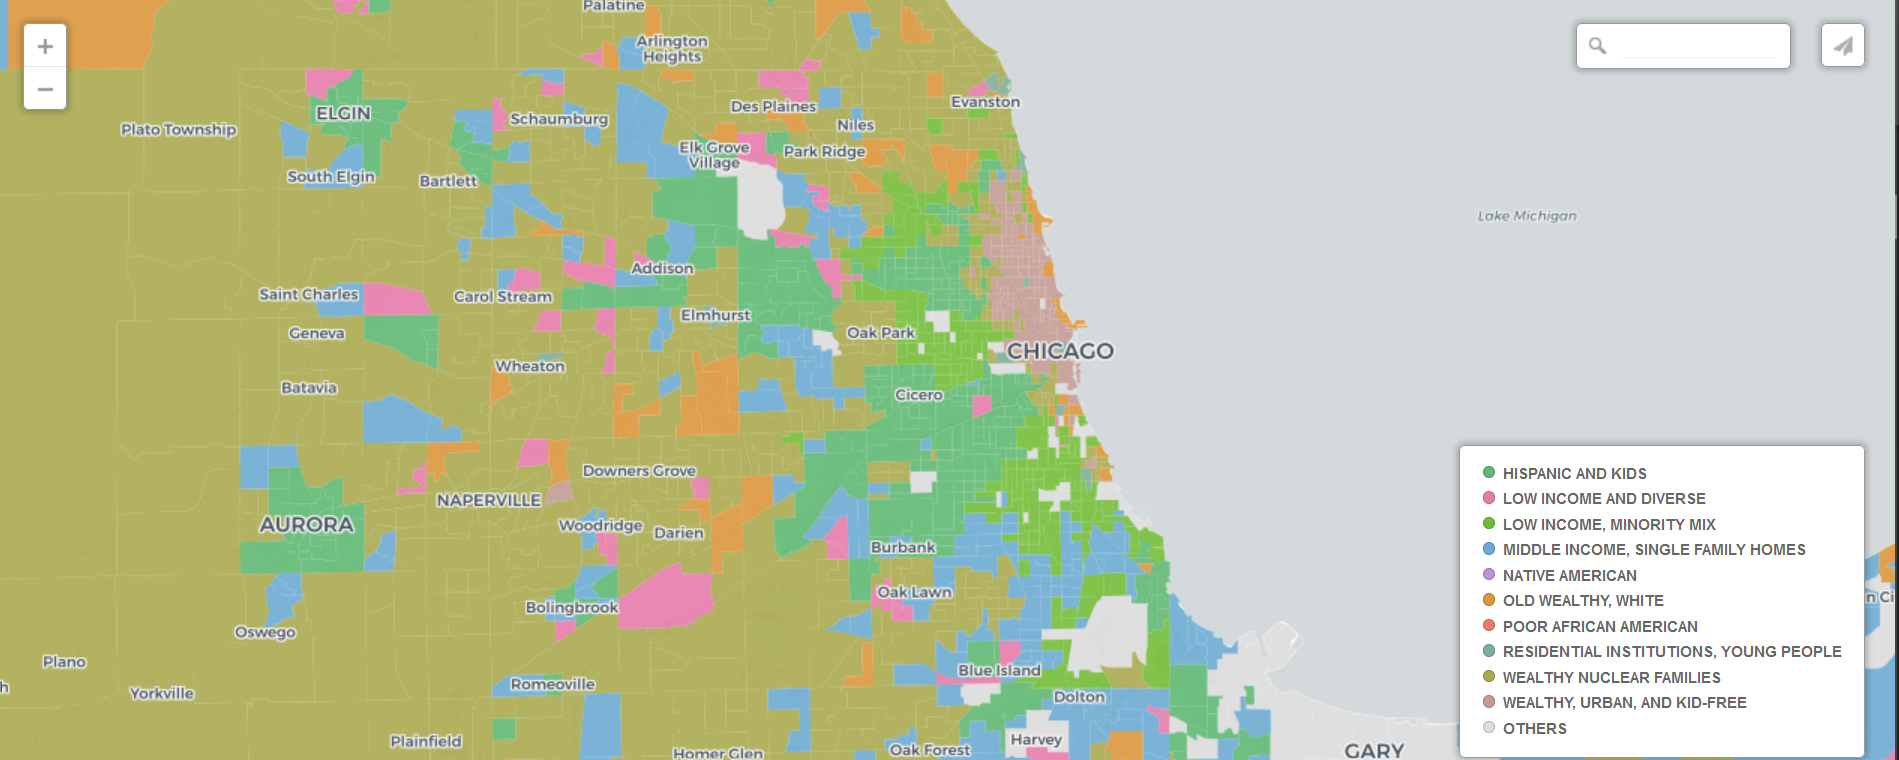 Palatine
+
Arlington
Heights
−
Des Plaines
Evanston
ELGIN
Schaumburg
Plato Township
Niles
Elk Grove
Village
Park Ridge
South Elgin
Bartlett
Lake Michigan
Addison
Saint Charles
Carol Stream
Elmhurst
Geneva
Oak Park
CHICAGO
Wheaton
Batavia
Cicero
Downers Grove
NAPERVILLE
AURORA
Woodridge
Darien
Burbank
Oak Lawn
Bolingbrook
Oswego
Plano
Blue Island
h
Romeoville
Yorkville
Dolton
Plainfield
Harvey
Homer Glen
Oak Forest
GARY
n Ci
HISPANIC AND KIDS
LOW INCOME AND DIVERSE
LOW INCOME, MINORITY MIX
MIDDLE INCOME, SINGLE FAMILY HOMES
NATIVE AMERICAN
OLD WEALTHY, WHITE
POOR AFRICAN AMERICAN
RESIDENTIAL INSTITUTIONS, YOUNG PEOPLE
WEALTHY NUCLEAR FAMILIES
WEALTHY, URBAN, AND KID-FREE
OTHERS